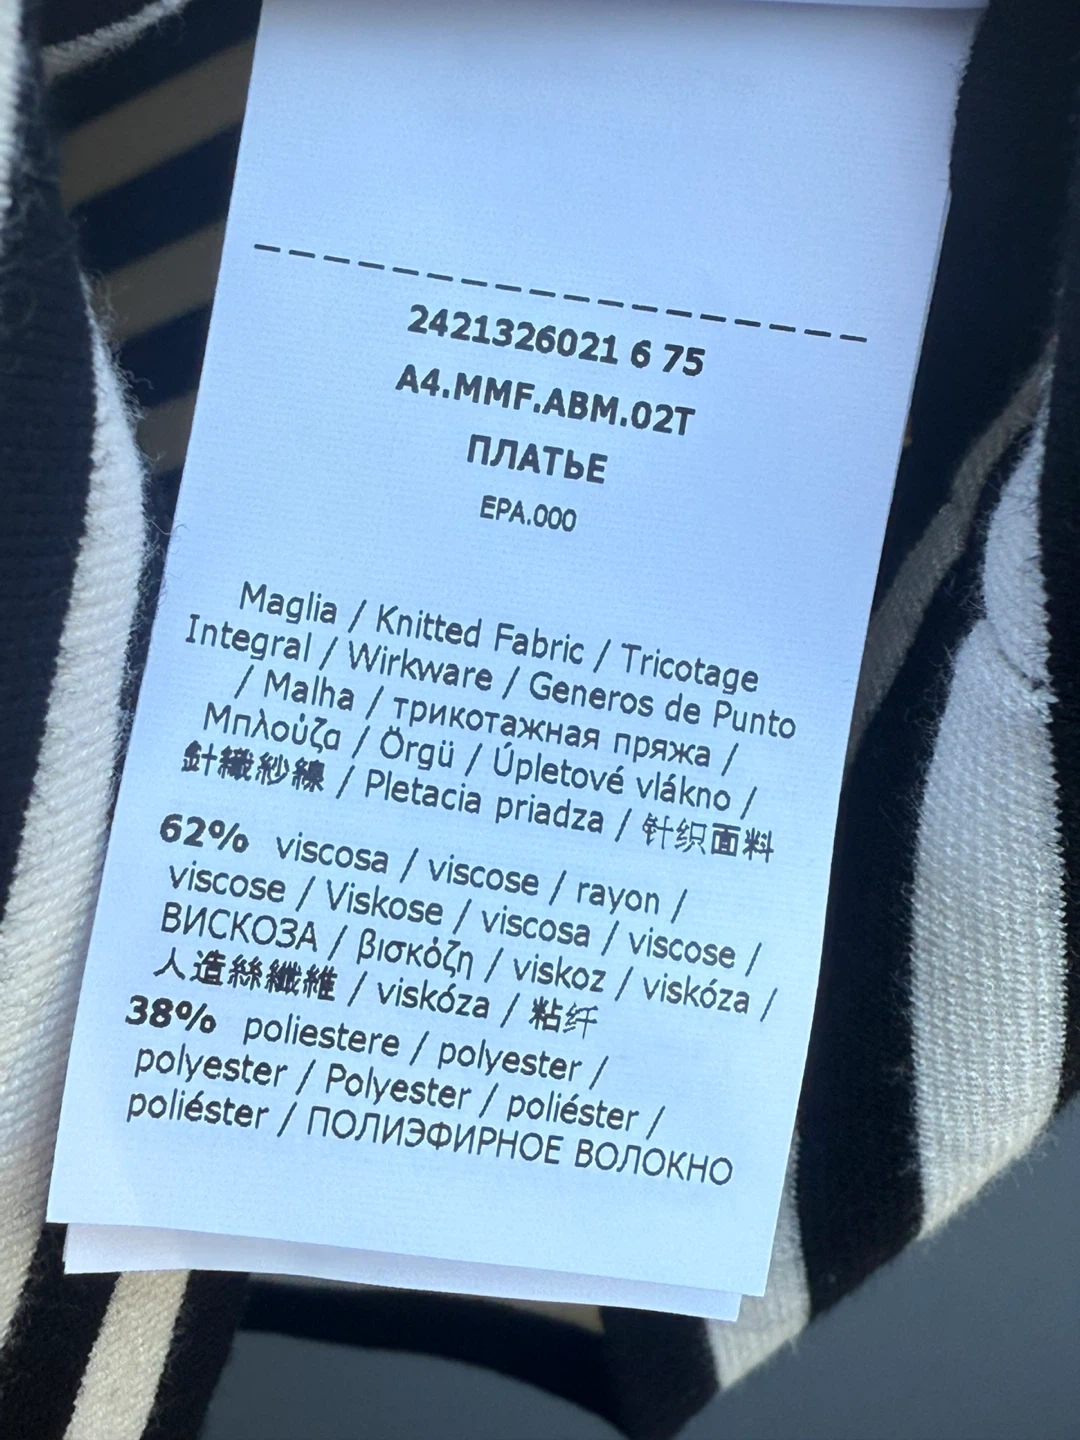 2421326021 6 75
A4.MMF.ABM.02T
ПЛАТЬЕ
EPA.000
Maglia / Knitted Fabric / Tricotage
Integral / Wirkware / Generos de Punto
/ Malha / трикотажная пряжа /
Μπλούζα / Örgü / Úpletové vlákno /
針織紗線 / Pletacia priadza / 针织面料
62% viscosa / viscose / rayon /
viscose / Viskose / viscosa / viscose /
ВИСКОЗА / βισκόζη / viskoz / viskóza /
人造絲纖維 / viskóza / 粘纤
38% poliestere / polyester /
polyester / Polyester / poliéster /
poliéster / ПОЛИЭФИРНОЕ ВОЛОКНО